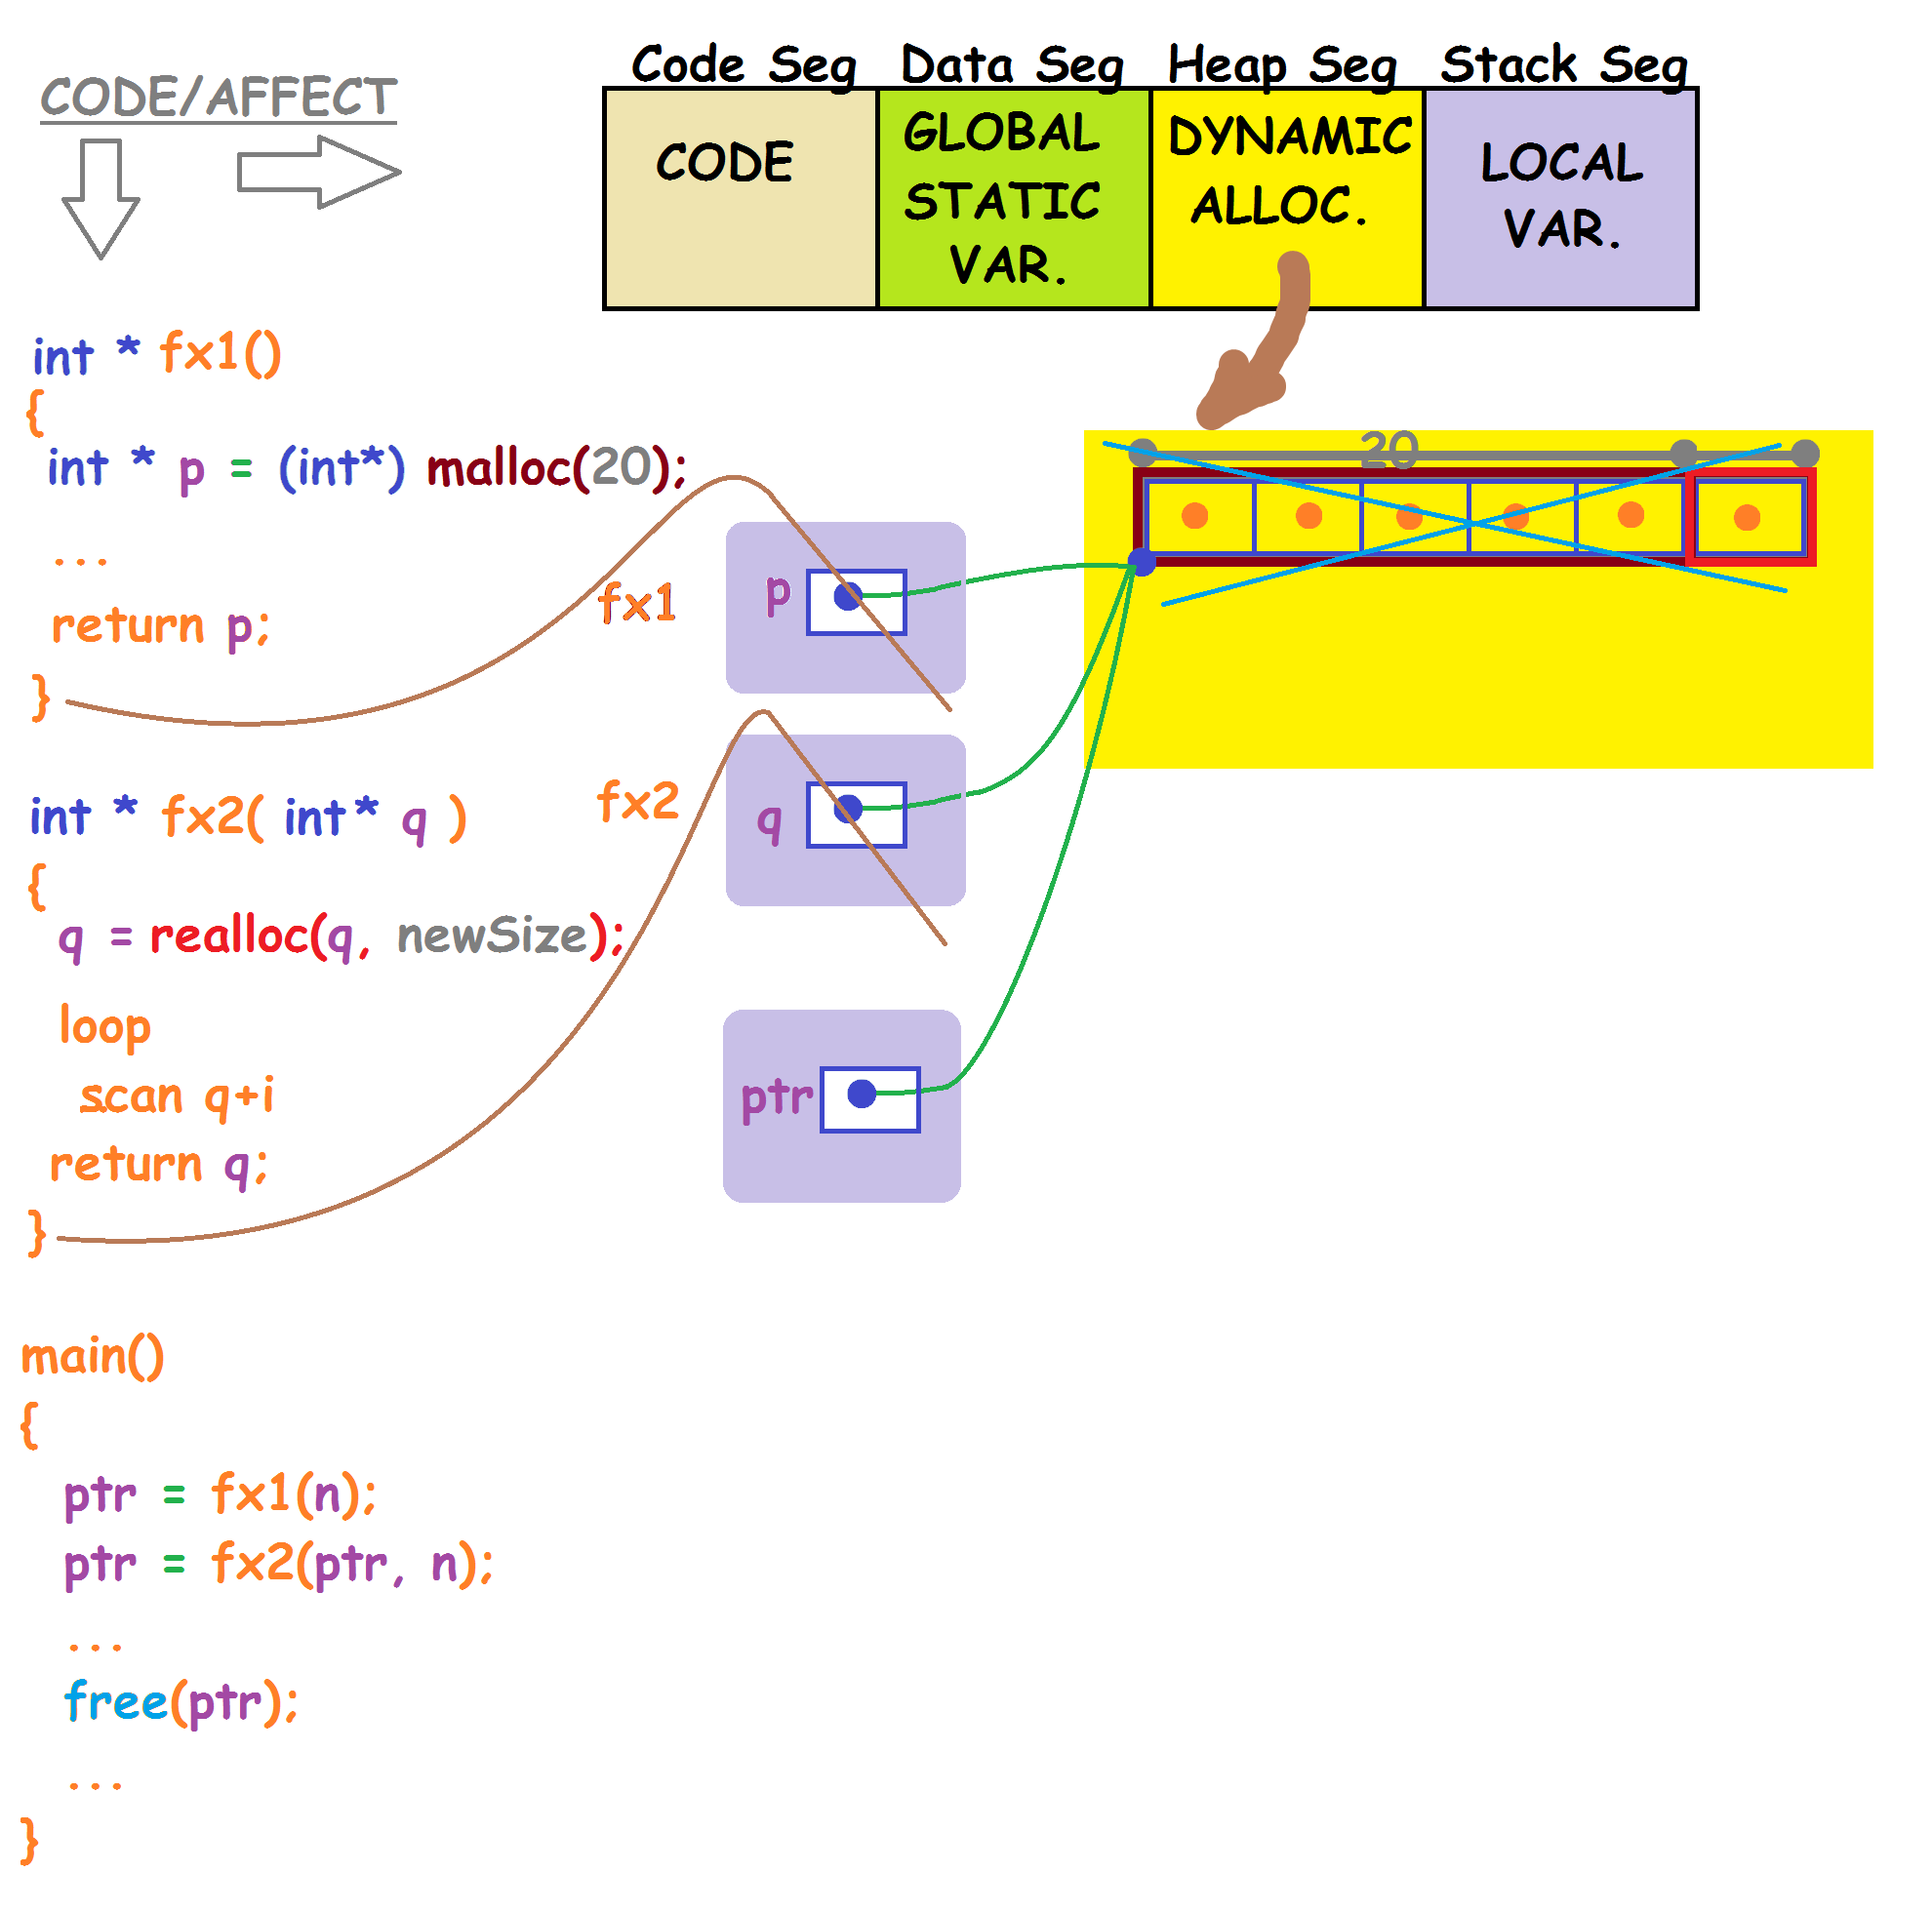 CODE/AFFECT
Code Seg Data Seg Heap Seg Stack Seg
CODE
GLOBAL
STATIC
VAR.
DYNAMIC
ALLOC.
LOCAL
VAR.
int * fx1()
{
int * p = (int*) malloc(20);
...
return p;
}
int * fx2( int* q )
{
q = realloc(q, newSize);
loop
scan q+i
return q;
}
main()
{
ptr = fx1(n);
ptr = fx2(ptr, n);
...
free(ptr);
...
}
fx1
p
fx2
q
ptr
20